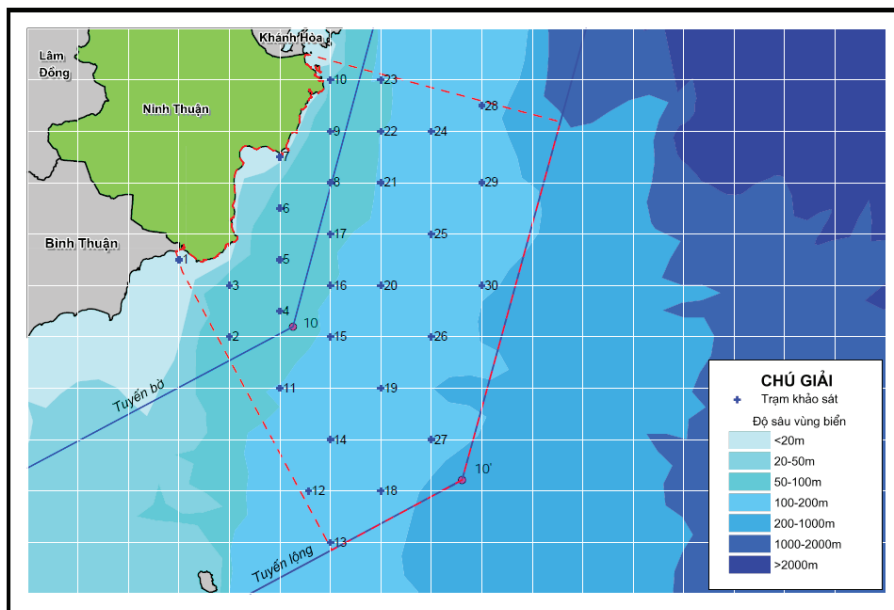 Khánh Hòa
Lâm
Đồng
Ninh Thuận
Bình Thuận
10
23
28
9
22
24
7
8
21
29
6
17
25
1
5
3
16
20
30
4
10
2
15
26
Tuyến bờ
11
19
14
27
10'
12
18
13
Tuyến lộng
CHÚ GIẢI
Trạm khảo sát
Độ sâu vùng biển
<20m
20-50m
50-100m
100-200m
200-1000m
1000-2000m
>2000m